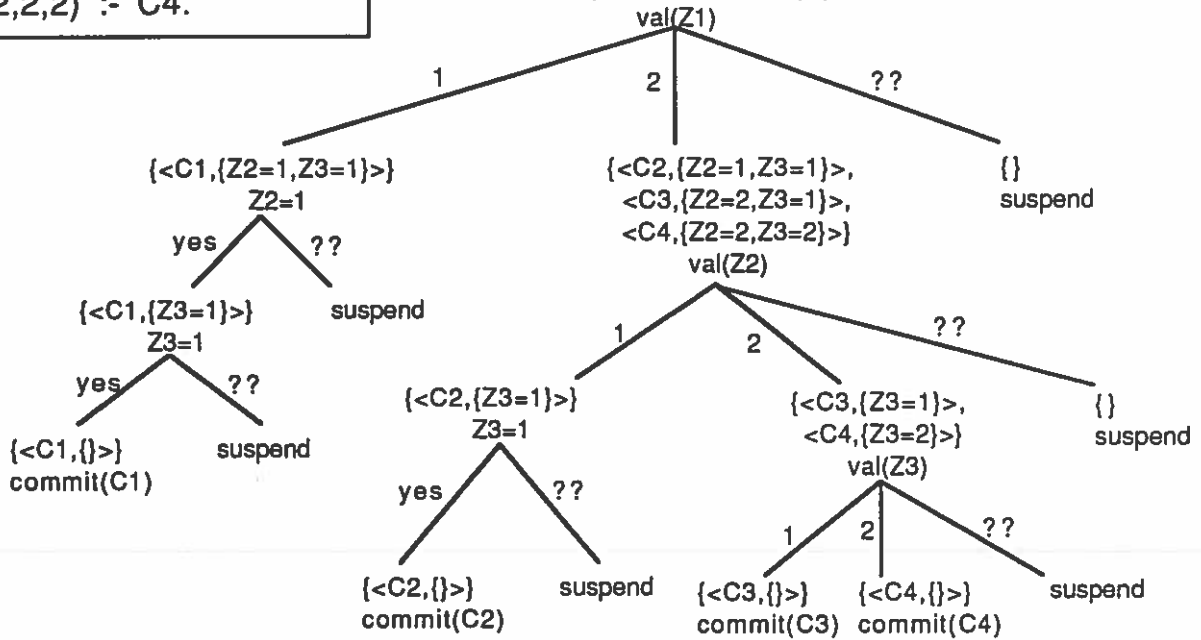 2,2,2) :- C4.
val(Z1)
1
2
??
{<C1,{Z2=1,Z3=1}>}
Z2=1
{<C2,{Z2=1,Z3=1}>,
<C3,{Z2=2,Z3=1}>,
<C4,{Z2=2,Z3=2}>}
val(Z2)
{}
suspend
yes
??
{<C1,{Z3=1}>}
Z3=1
suspend
1
2
??
yes
??
{<C1,{}>}
commit(C1)
suspend
{<C2,{Z3=1}>}
Z3=1
{<C3,{Z3=1}>,
<C4,{Z3=2}>}
val(Z3)
{}
suspend
yes
??
1
2
??
{<C2,{}>}
commit(C2)
suspend
{<C3,{}>}
commit(C3)
{<C4,{}>}
commit(C4)
suspend